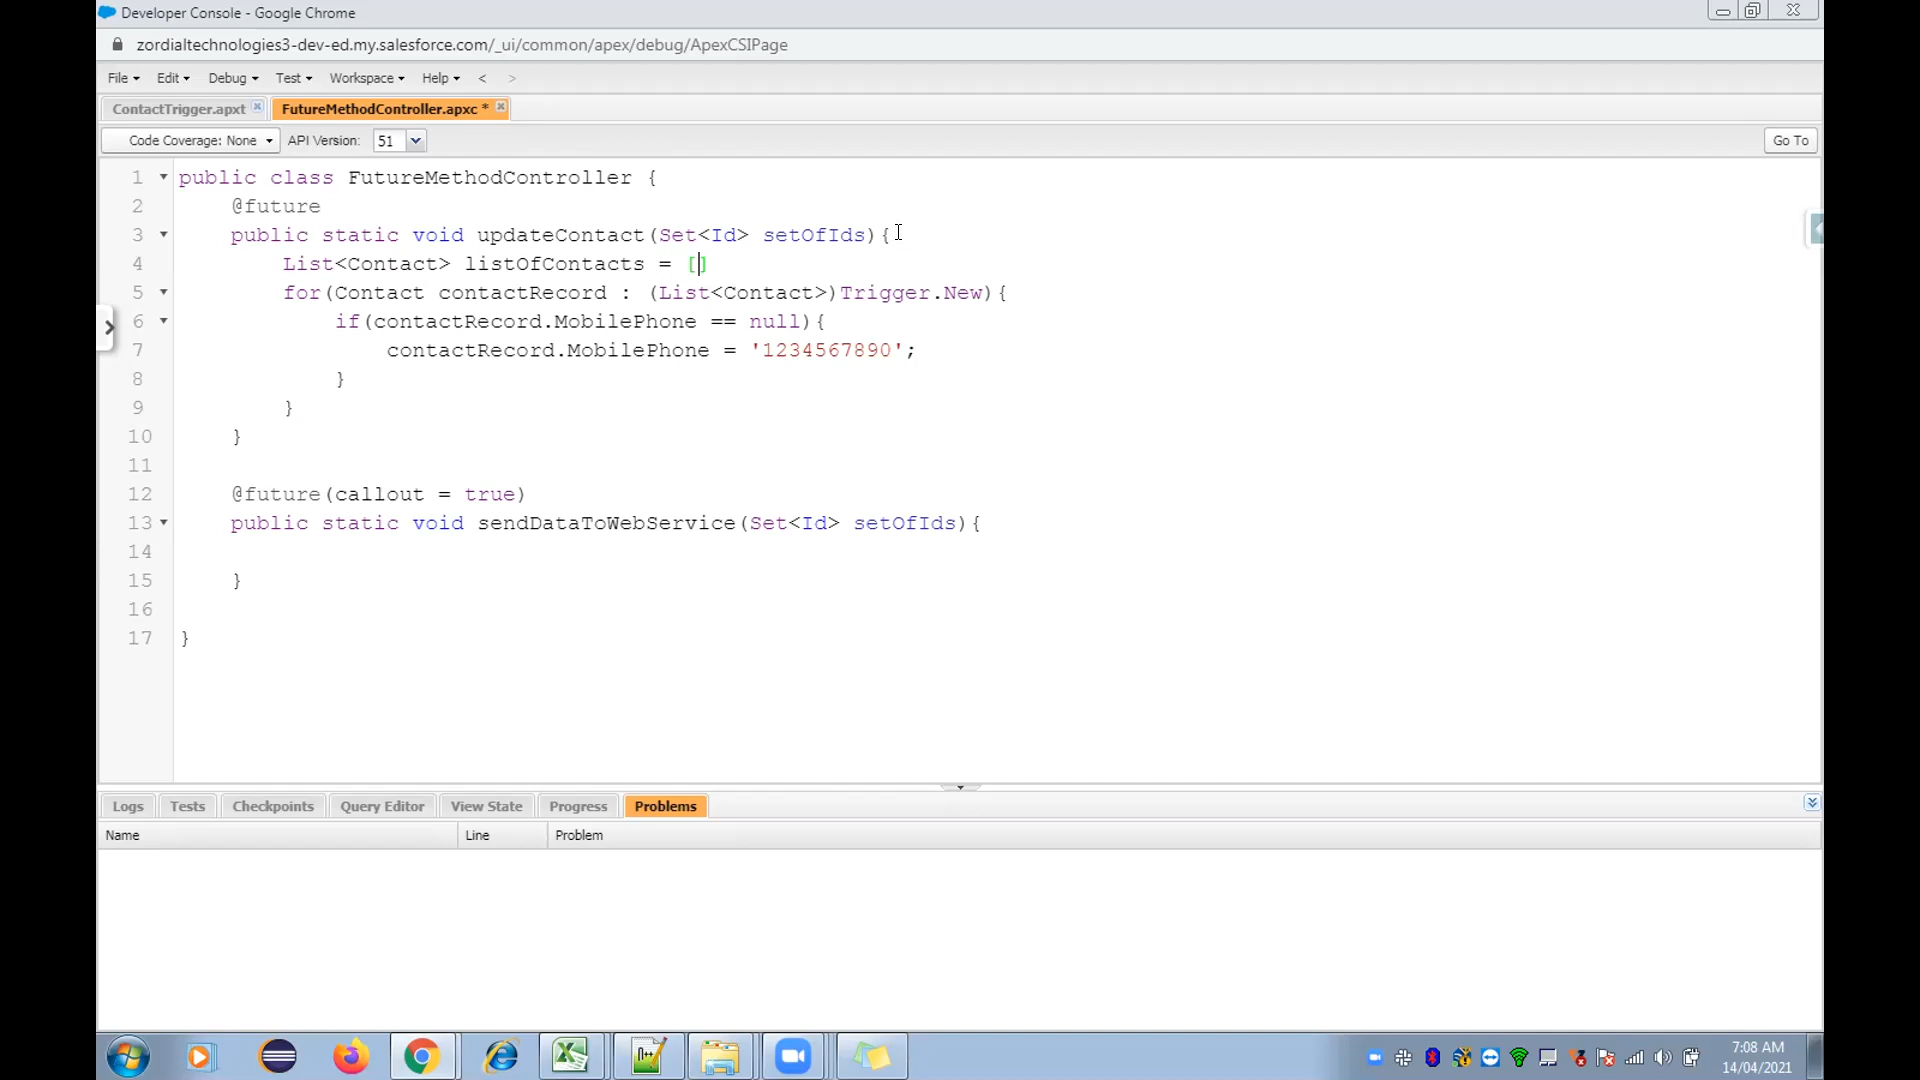 Developer Console - Google Chrome
zordialtechnologies3-dev-ed.my.salesforce.com/_ui/common/apex/debug/ApexCSIPage
File Edit Debug Test Workspace Help < >
ContactTrigger.apxt FutureMethodController.apxc *
Code Coverage: None API Version: 51 Go To
1 public class FutureMethodController {
2 @future
3 public static void updateContact(Set<Id> setOfIds){
4 List<Contact> listOfContacts = []
5 for(Contact contactRecord : (List<Contact>)Trigger.New){
6 if(contactRecord.MobilePhone == null){
7 contactRecord.MobilePhone = '1234567890';
8 }
9 }
10 }
11
12 @future(callout = true)
13 public static void sendDataToWebService(Set<Id> setOfIds){
14
15 }
16
17 }
Logs Tests Checkpoints Query Editor View State Progress Problems
Name Line Problem
7:08 AM
14/04/2021